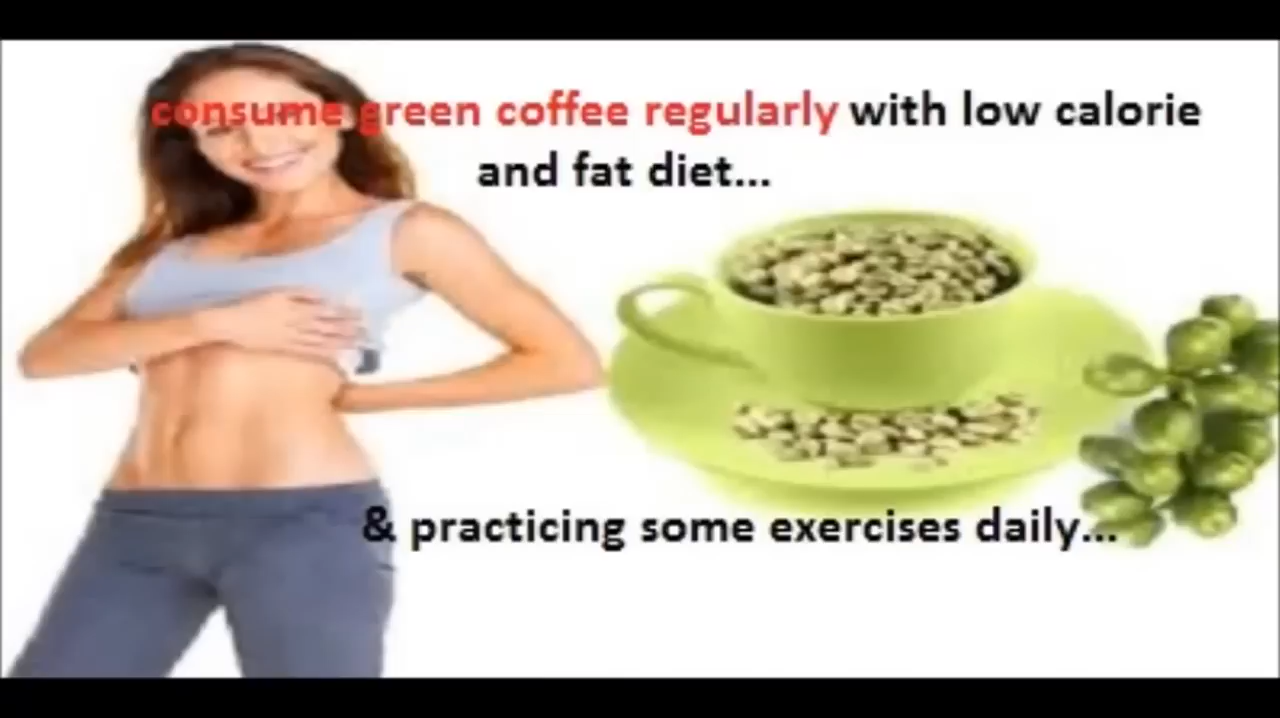 consume green coffee regularly with low calorie
and fat diet...
& practicing some exercises daily...